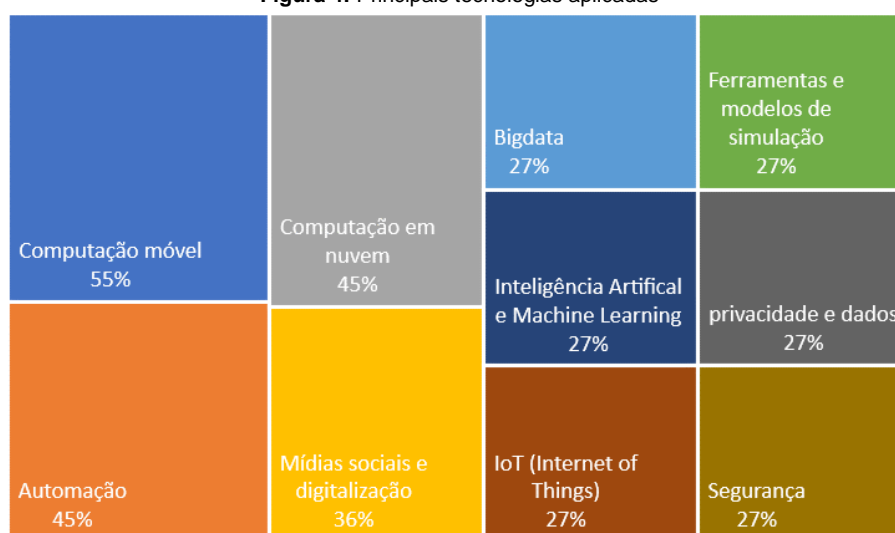 Principais tecnologias aplicadas
Computação móvel
55%
Automação
45%
Computação em
nuvem
45%
Mídias sociais e
digitalização
36%
Bigdata
27%
Ferramentas e
modelos de
simulação
27%
Inteligência Artifical
e Machine Learning
27%
privacidade e dados
27%
IoT (Internet of
Things)
27%
Segurança
27%